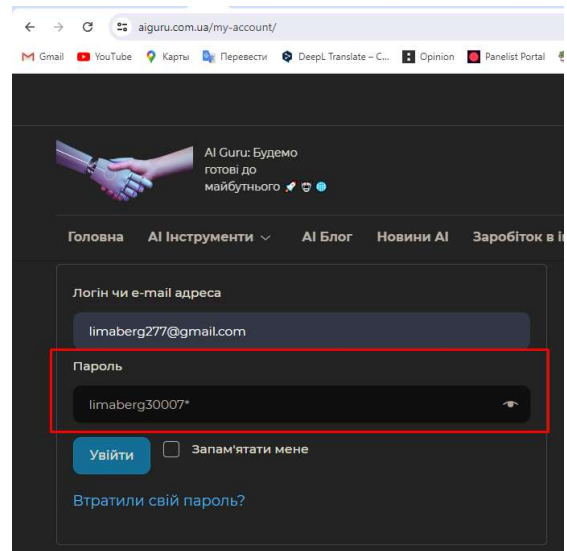 aiguru.com.ua/my-account/
Gmail YouTube Карты Перевести DeepL Translate – С... Opinion Panelist Portal
AI Guru: Будемо
готові до
майбутнього 🚀 🤖 🌐
Головна AI Інструменти AI Блог Новини AI Заробіток в і
Логін чи e-mail адреса
limaberg277@gmail.com
Пароль
limaberg30007*
Увійти Запам'ятати мене
Втратили свій пароль?